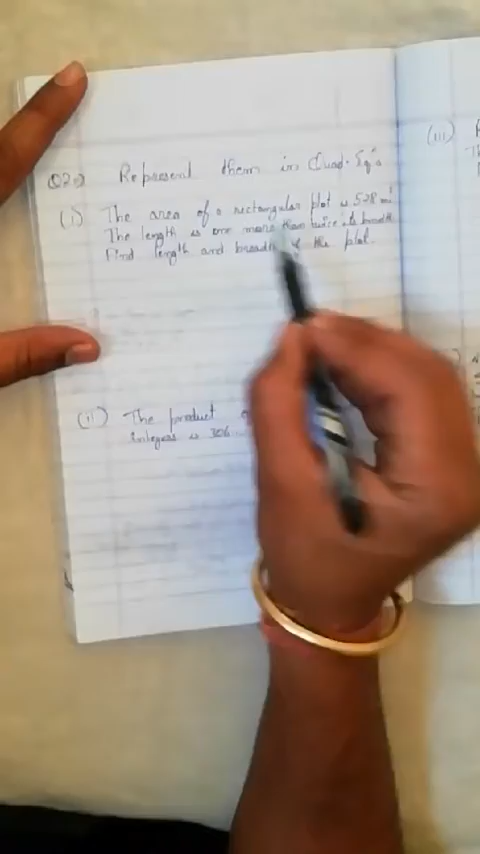 Q2. Represent them in Quad. Eq's
(i) The area of a rectangular plot is 528 m²
The length is one more than twice its breadth
Find length and breadth of the plot.
(ii) The product
integers is 306
(iii)